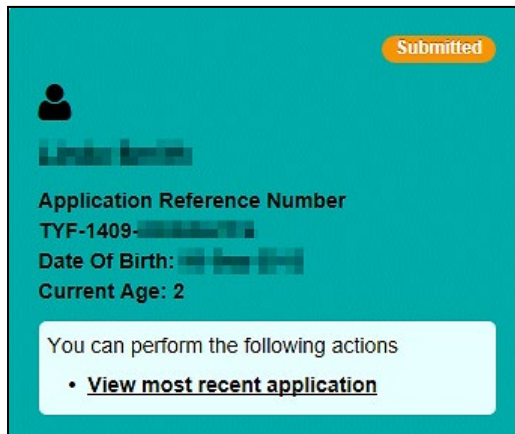 Submitted
Application Reference Number
TYF-1409-
Date Of Birth:
Current Age: 2
You can perform the following actions
• View most recent application